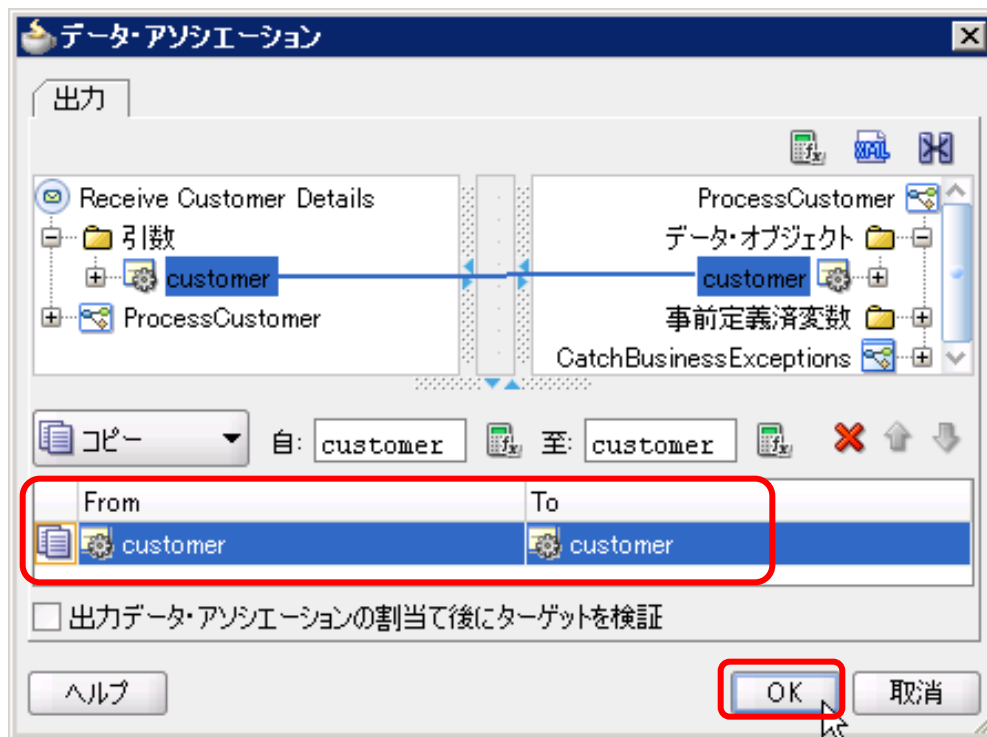 データ・アソシエーション
出力
Receive Customer Details
引数
customer
ProcessCustomer
ProcessCustomer
データ・オブジェクト
customer
事前定義済変数
CatchBusinessExceptions
コピー 自: customer 至: customer
From To
customer customer
出力データ・アソシエーションの割当て後にターゲットを検証
ヘルプ OK 取消